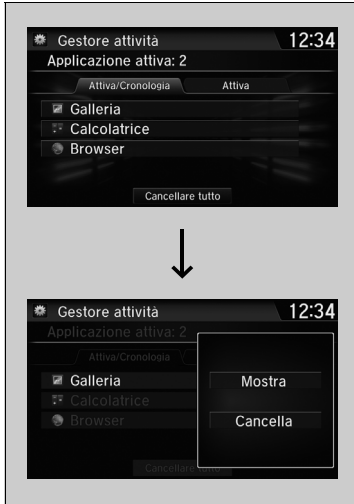 Gestore attività 12:34
Applicazione attiva: 2
Attiva/Cronologia Attiva
Galleria
Calcolatrice
Browser
Cancellare tutto
Gestore attività 12:34
Applicazione attiva: 2
Attiva/Cronologia
Galleria Mostra
Calcolatrice
Browser Cancella
Cancellare tutto